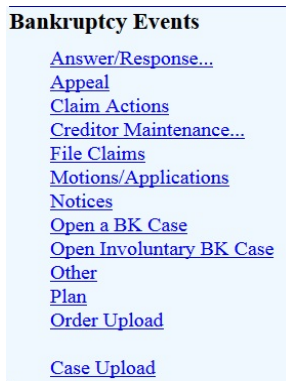 Bankruptcy Events
Answer/Response...
Appeal
Claim Actions
Creditor Maintenance...
File Claims
Motions/Applications
Notices
Open a BK Case
Open Involuntary BK Case
Other
Plan
Order Upload
Case Upload